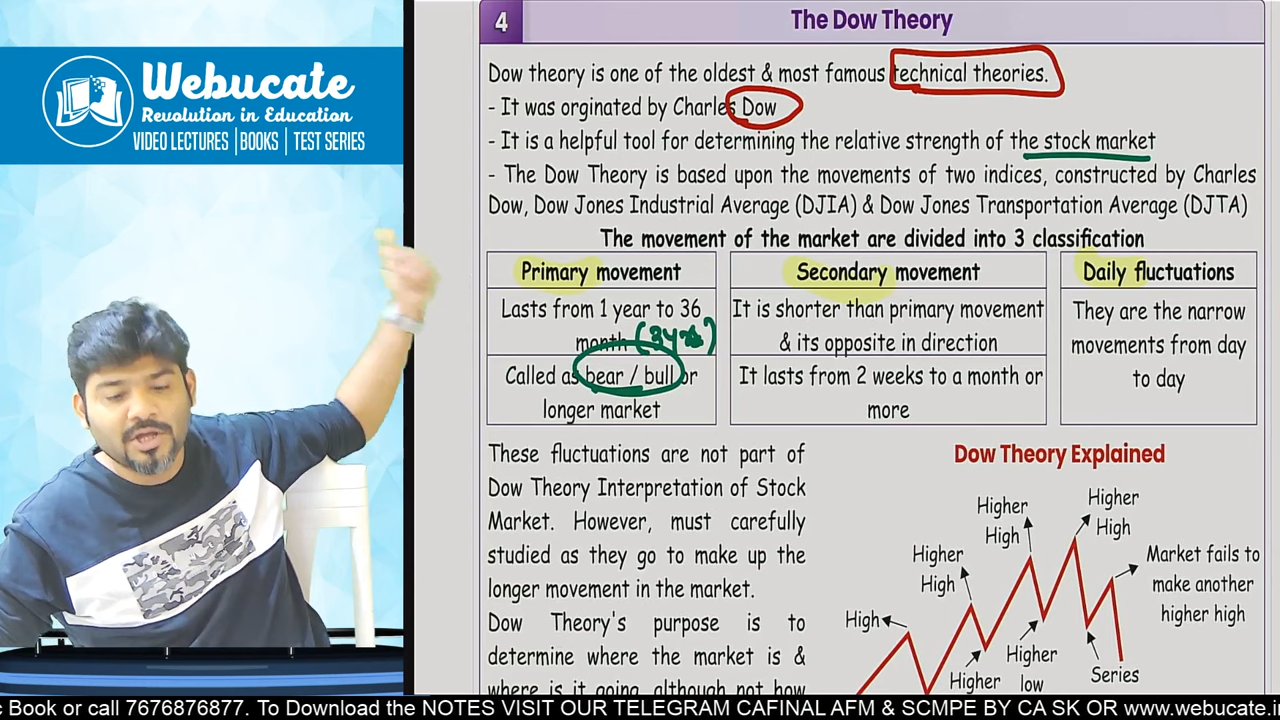 Webucate
Revolution in Education
VIDEO LECTURES | BOOKS | TEST SERIES
4
The Dow Theory
Dow theory is one of the oldest & most famous technical theories.
- It was orginated by Charles Dow
- It is a helpful tool for determining the relative strength of the stock market
- The Dow Theory is based upon the movements of two indices, constructed by Charles
Dow, Dow Jones Industrial Average (DJIA) & Dow Jones Transportation Average (DJTA)
The movement of the market are divided into 3 classification
Primary movement
Lasts from 1 year to 36
month (3yrs)
Called as bear / bull or
longer market
Secondary movement
It is shorter than primary movement
& its opposite in direction
It lasts from 2 weeks to a month or
more
Daily fluctuations
They are the narrow
movements from day
to day
These fluctuations are not part of
Dow Theory Interpretation of Stock
Market. However, must carefully
studied as they go to make up the
longer movement in the market.
Dow Theory's purpose is to
determine where the market is &
where is it going, although not how
Dow Theory Explained
High
Higher
High
Higher
High
Higher
High
Market fails to
make another
higher high
Higher
Higher
low
Series
c Book or call 7676876877. To Download the NOTES VISIT OUR TELEGRAM CAFINAL AFM & SCMPE BY CA SK OR www.webucate.i